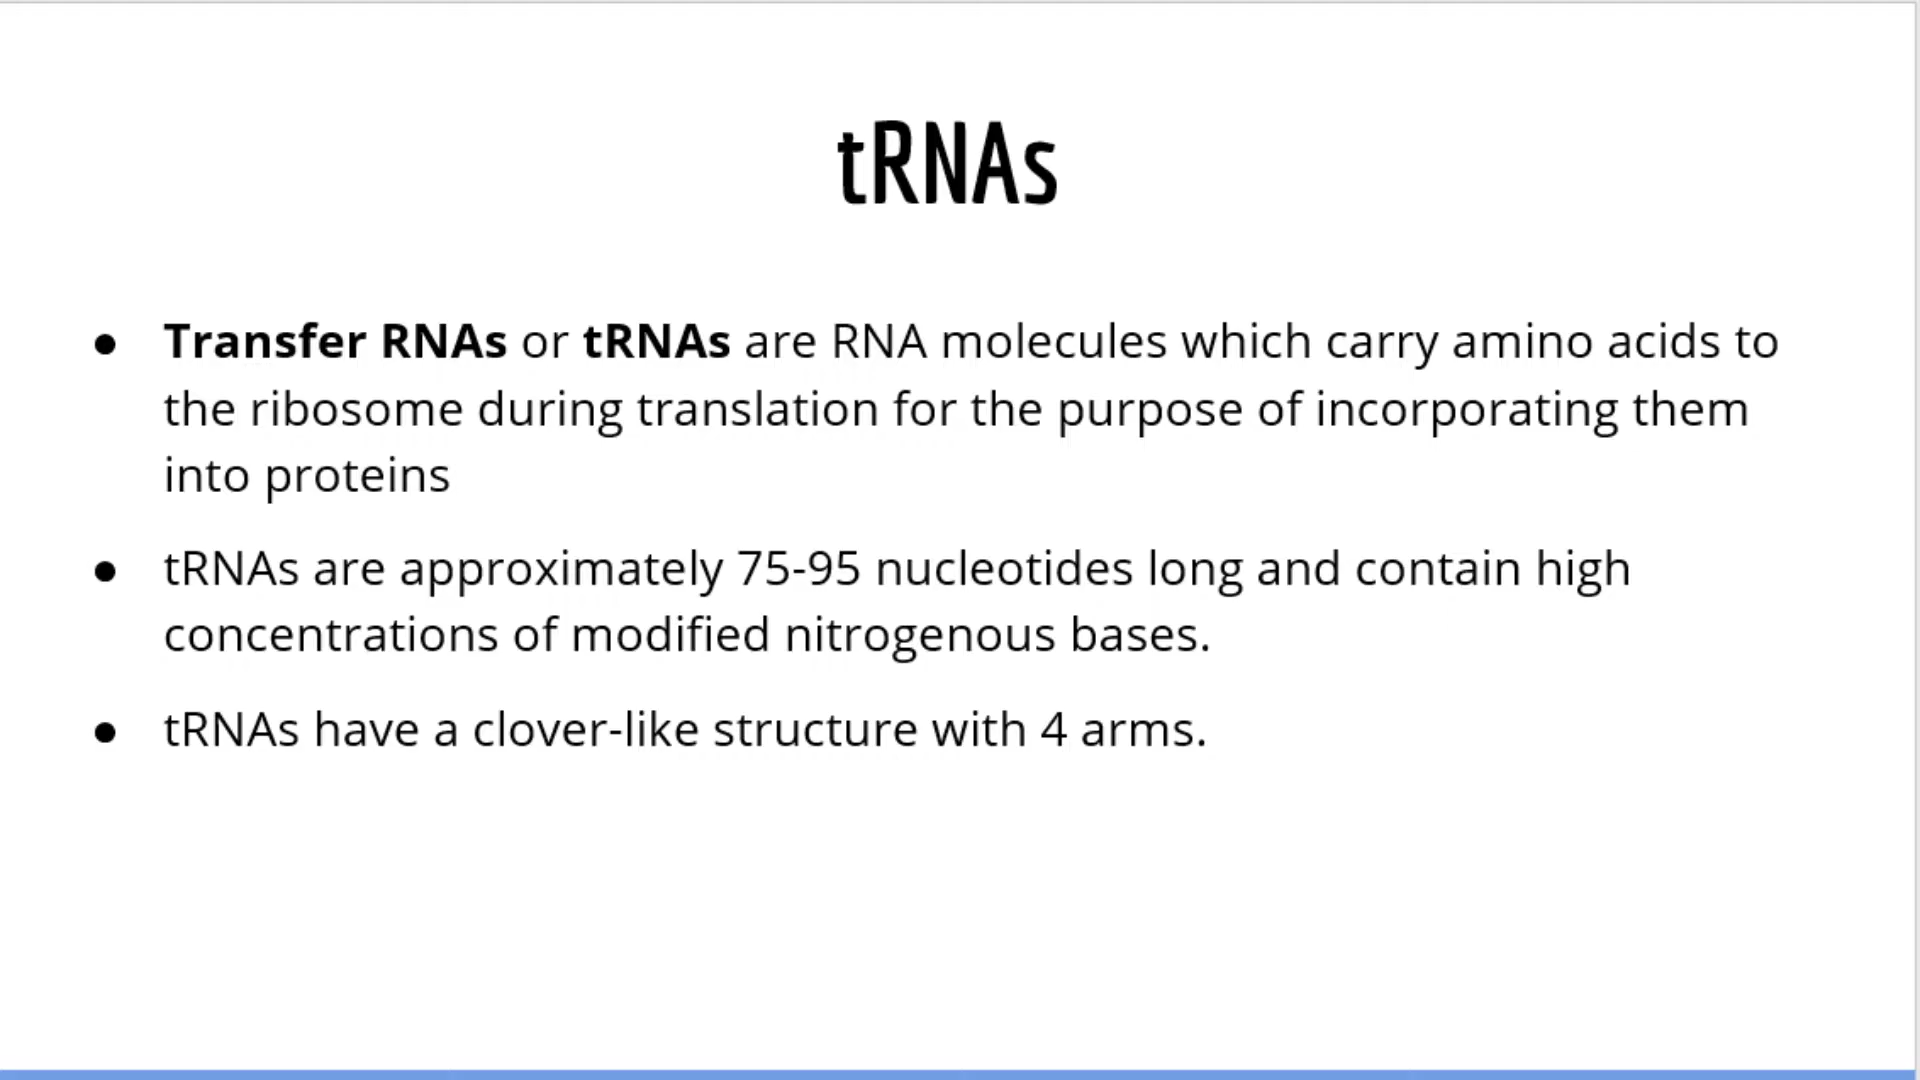 tRNAs
● Transfer RNAs or tRNAs are RNA molecules which carry amino acids to
the ribosome during translation for the purpose of incorporating them
into proteins
● tRNAs are approximately 75-95 nucleotides long and contain high
concentrations of modified nitrogenous bases.
● tRNAs have a clover-like structure with 4 arms.